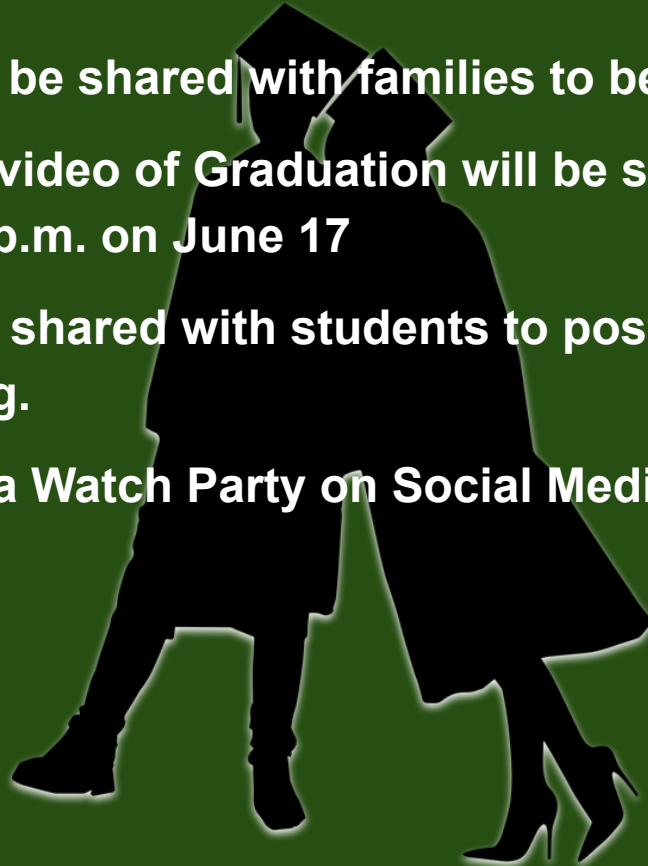 be shared with families to be
video of Graduation will be s
p.m. on June 17
shared with students to pos
g.
a Watch Party on Social Medi